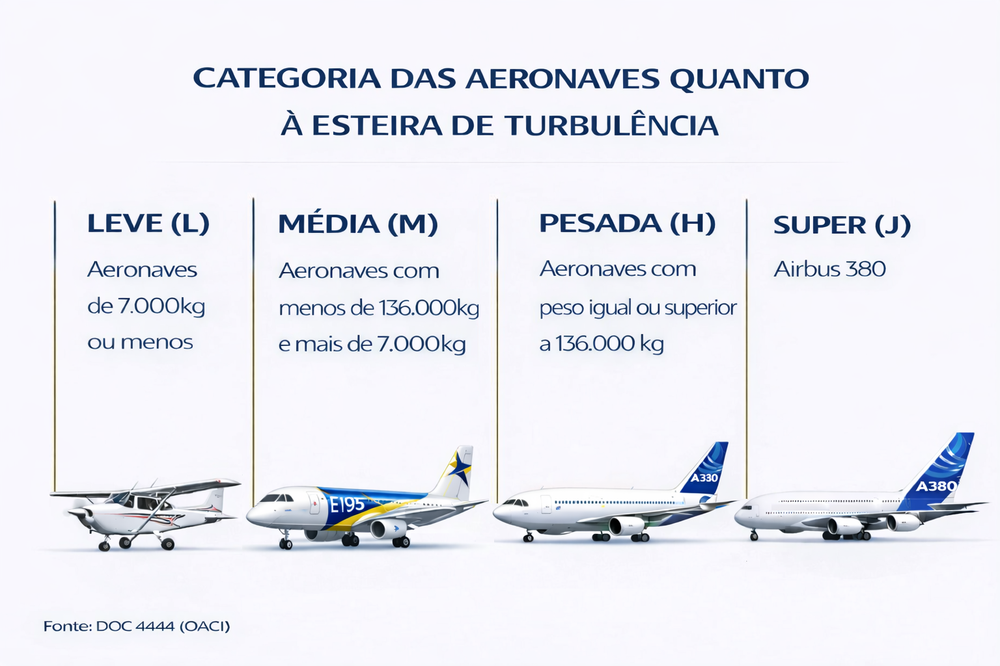 CATEGORIA DAS AERONAVES QUANTO
À ESTEIRA DE TURBULÊNCIA
LEVE (L)
Aeronaves
de 7.000kg
ou menos
MÉDIA (M)
Aeronaves com
menos de 136.000kg
e mais de 7.000kg
PESADA (H)
Aeronaves com
peso igual ou superior
a 136.000 kg
SUPER (J)
Airbus 380
E195
A330
A380
Fonte: DOC 4444 (OACI)